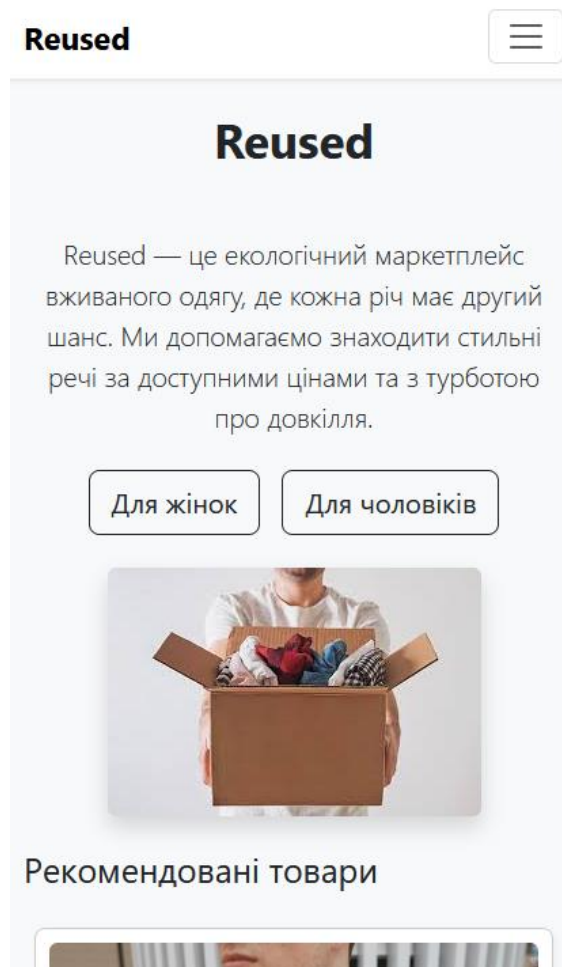 Reused
Reused
Reused — це екологічний маркетплейс
вживаного одягу, де кожна річ має другий
шанс. Ми допомагаємо знаходити стильні
речі за доступними цінами та з турботою
про довкілля.
Для жінок
Для чоловіків
Рекомендовані товари